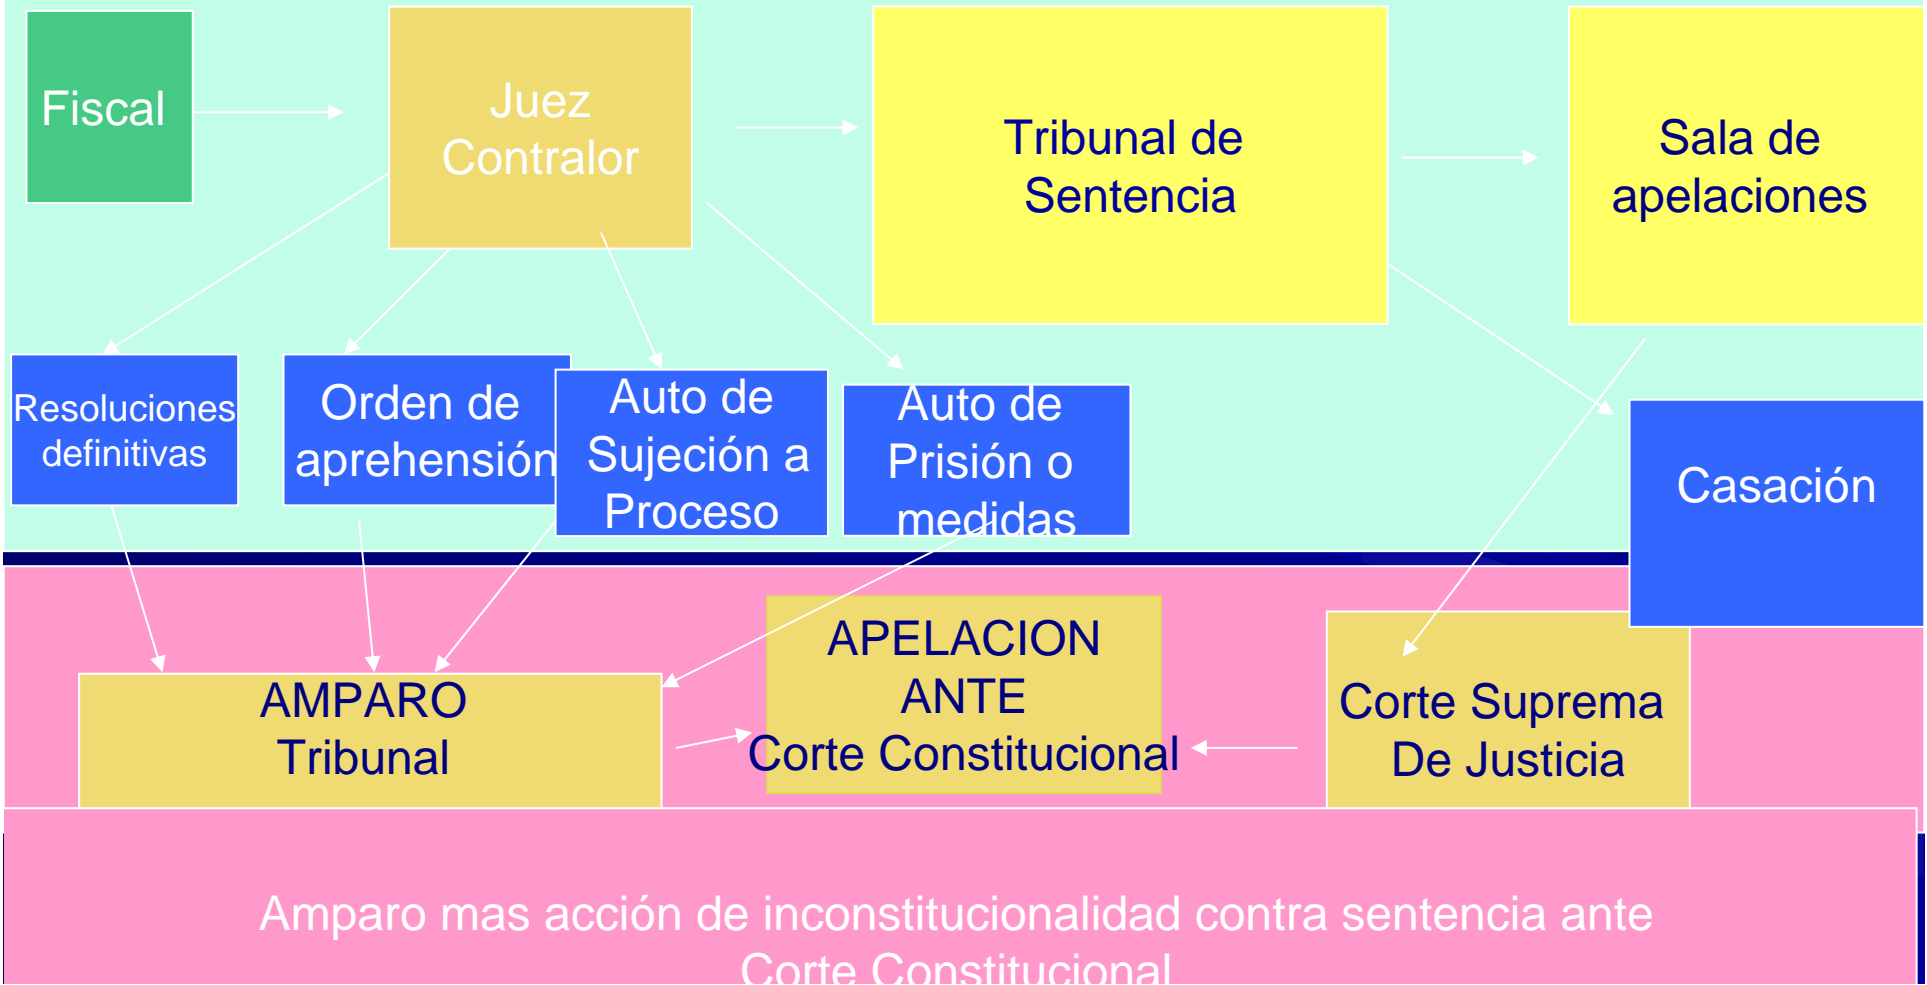 Fiscal
Juez
Contralor
Tribunal de
Sentencia
Sala de
apelaciones
Resoluciones
definitivas
Orden de
aprehensión
Auto de
Sujeción a
Proceso
Auto de
Prisión o
medidas
Casación
AMPARO
Tribunal
APELACION
ANTE
Corte Constitucional
Corte Suprema
De Justicia
Amparo mas acción de inconstitucionalidad contra sentencia ante
Corte Constitucional